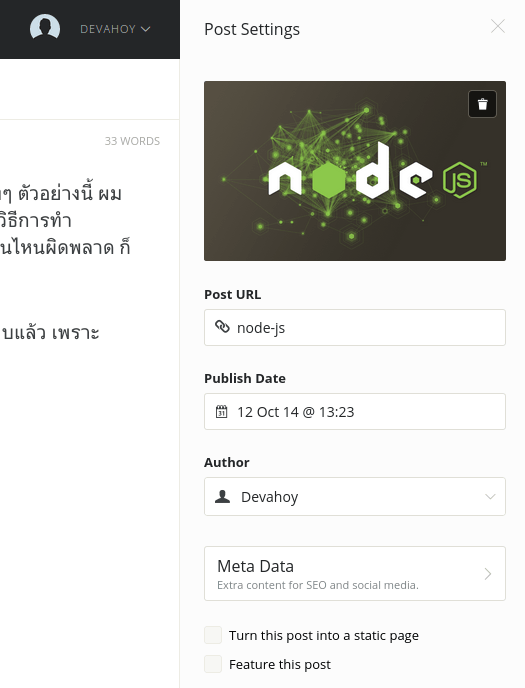 DEVAHOY
33 WORDS
ๆ ตัวอย่างนี้ ผม
วิธีการทำ
นไหนผิดพลาด ก็
บแล้ว เพราะ
Post Settings
node JS ™
Post URL
node-js
Publish Date
12 Oct 14 @ 13:23
Author
Devahoy
Meta Data
Extra content for SEO and social media.
Turn this post into a static page
Feature this post